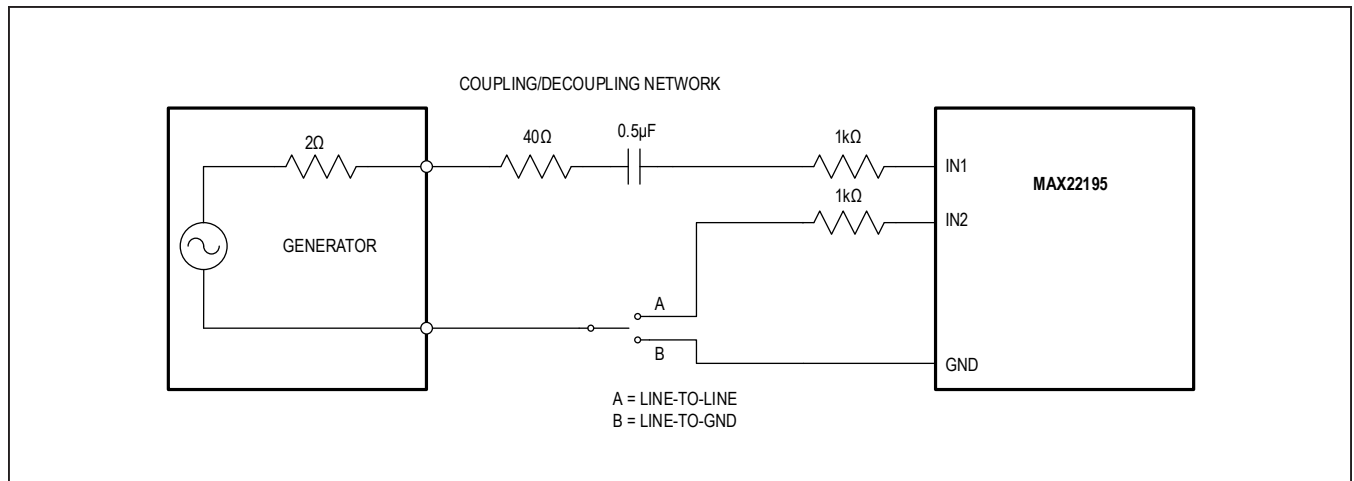 COUPLING/DECOUPLING NETWORK
2Ω
40Ω
0.5µF
1kΩ
IN1
MAX22195
1kΩ
IN2
GENERATOR
A
B
GND
A = LINE-TO-LINE
B = LINE-TO-GND